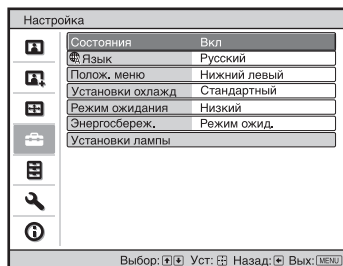 Настройка
Состояния Вкл
Язык Русский
Полож. меню Нижний левый
Установки охлажд Стандартный
Режим ожидания Низкий
Энергосбереж. Режим ожид.
Установки лампы
Выбор: Уст: Назад: Вых: MENU